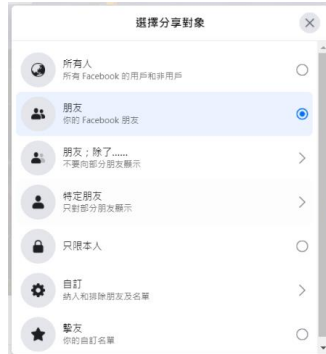 選擇分享對象
所有人
所有 Facebook 的用戶和非用戶
朋友
你的 Facebook 朋友
朋友；除了......
不要向部分朋友顯示
特定朋友
只對部分朋友顯示
只限本人
自訂
納入和排除朋友及名單
摯友
你的自訂名單